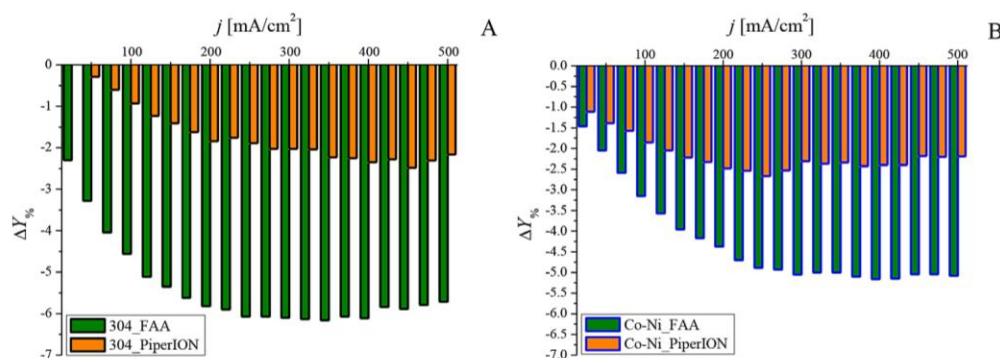 j [mA/cm²]
A
100 200 300 400 500
0
-1
-2
-3
-4
-5
-6
-7
ΔY%
304_FAA
304_PiperION
j [mA/cm²]
B
100 200 300 400 500
0.0
-0.5
-1.0
-1.5
-2.0
-2.5
-3.0
-3.5
-4.0
-4.5
-5.0
-5.5
-6.0
-6.5
-7.0
ΔY%
Co-Ni_FAA
Co-Ni_PiperION